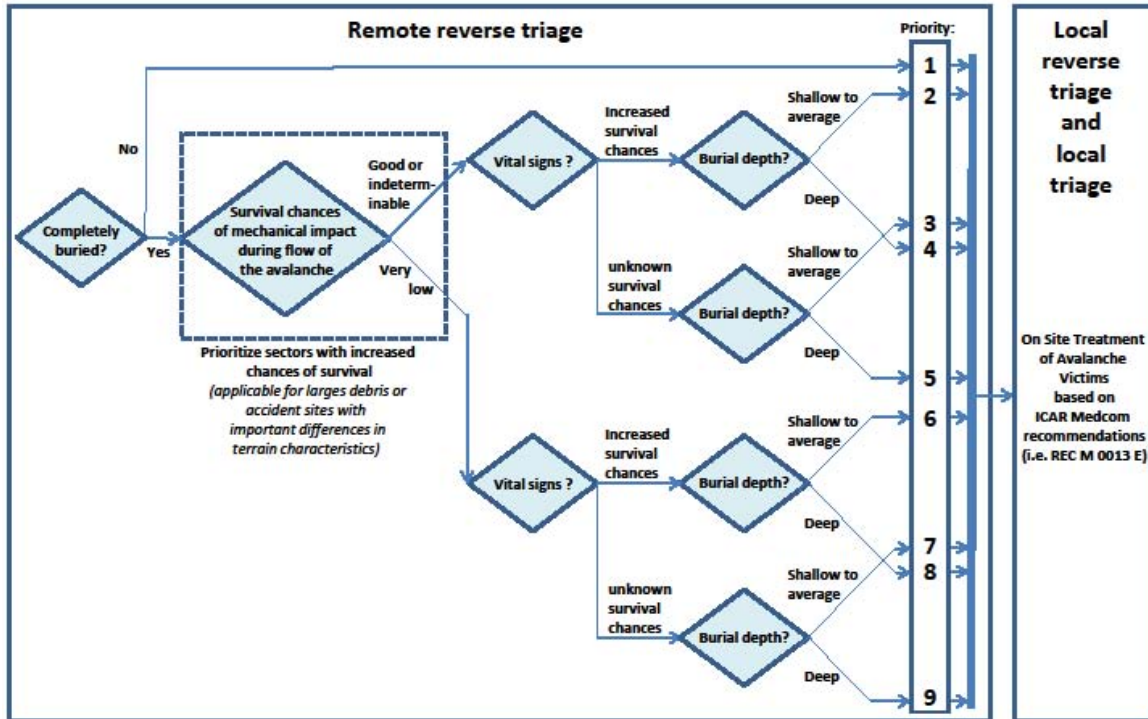 Remote reverse triage
Priority:
1
2
3
4
5
6
7
8
9
No
Yes
Completely
buried?
Survival chances
of mechanical impact
during flow of
the avalanche
Good or
indeterm-
inable
Very
low
Prioritize sectors with increased
chances of survival
(applicable for larges debris or
accident sites with
important differences in
terrain characteristics)
Vital signs ?
Increased
survival
chances
Burial depth?
Shallow to
average
Deep
unknown
survival
chances
Burial depth?
Shallow to
average
Deep
Vital signs ?
Increased
survival
chances
Burial depth?
Shallow to
average
Deep
unknown
survival
chances
Burial depth?
Shallow to
average
Deep
Local
reverse
triage
and
local
triage
On Site Treatment
of Avalanche
Victims
based on
ICAR Medcom
recommendations
(i.e. REC M 0013 E)